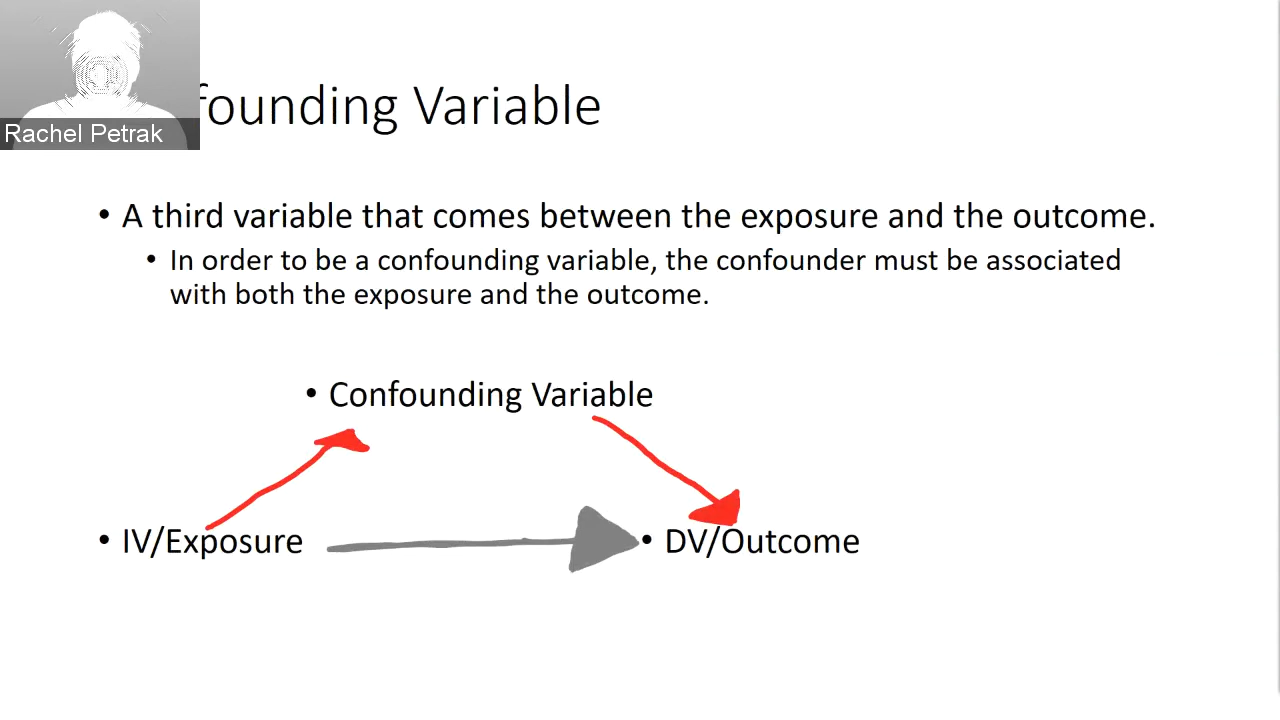 Rachel Petrak
founding Variable
• A third variable that comes between the exposure and the outcome.
• In order to be a confounding variable, the confounder must be associated
with both the exposure and the outcome.
• Confounding Variable
• IV/Exposure
• DV/Outcome